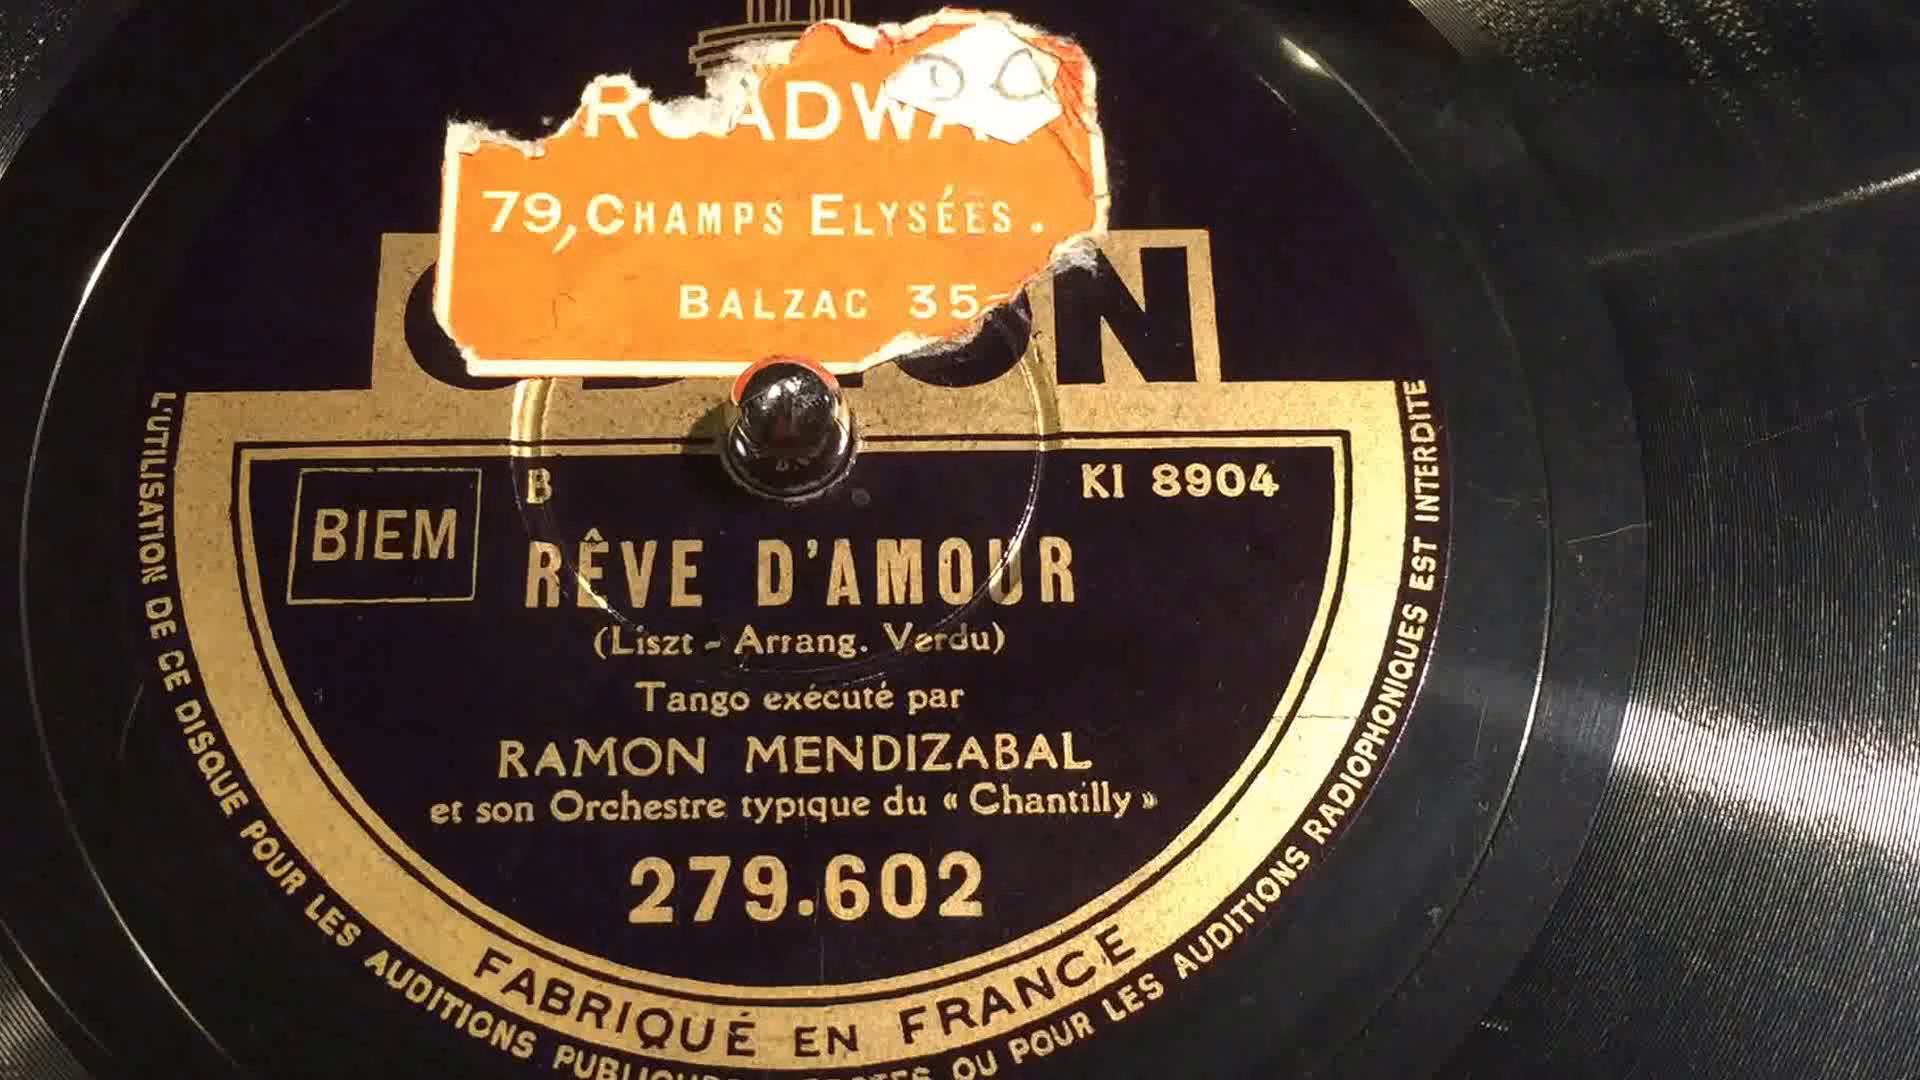 79, CHAMPS ELYSÉES.
BALZAC 35-
BIEM
B
KI 8904
RÊVE D'AMOUR
(Liszt - Arrang. Verdu)
Tango exécuté par
RAMON MENDIZABAL
et son Orchestre typique du « Chantilly »
279.602
FABRIQUÉ EN FRANCE
L'UTILISATION DE CE DISQUE POUR LES AUDITIONS OU POUR LES AUDITIONS RADIOPHONIQUES EST INTERDITE